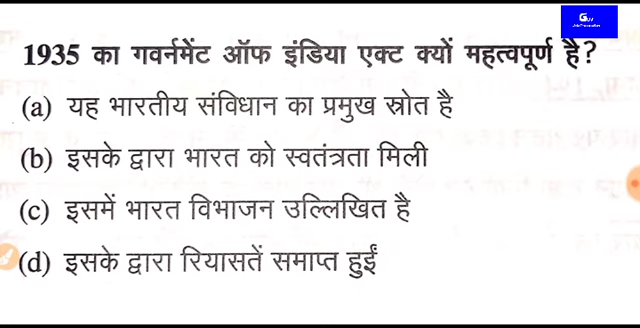 1935 का गवर्नमेंट ऑफ इंडिया एक्ट क्यों महत्वपूर्ण है?
(a) यह भारतीय संविधान का प्रमुख स्रोत है
(b) इसके द्वारा भारत को स्वतंत्रता मिली
(c) इसमें भारत विभाजन उल्लिखित है
(d) इसके द्वारा रियासतें समाप्त हुईं